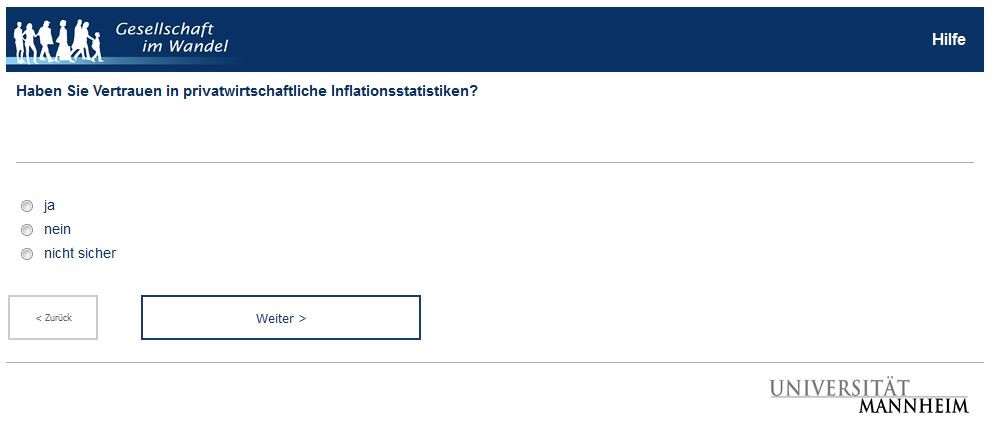 Gesellschaft
im Wandel
Hilfe
Haben Sie Vertrauen in privatwirtschaftliche Inflationsstatistiken?
ja
nein
nicht sicher
< Zurück
Weiter >
UNIVERSITÄT
MANNHEIM